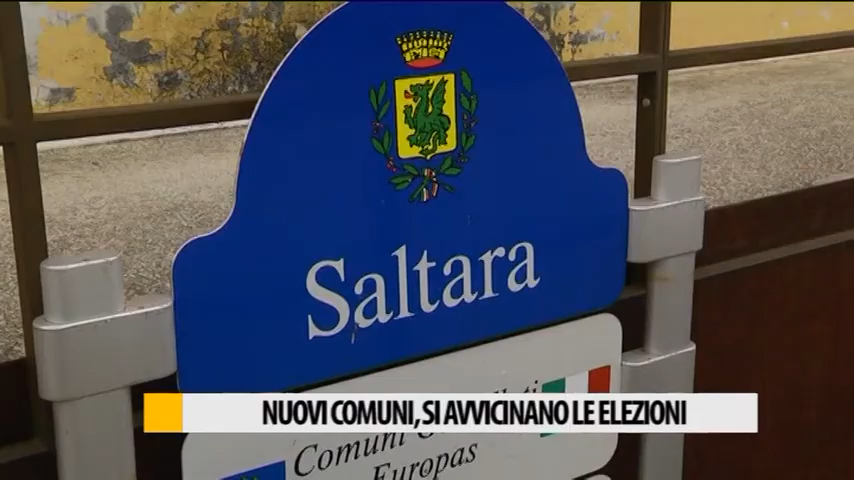 Saltara
NUOVI COMUNI, SI AVVICINANO LE ELEZIONI
Comuni
Europas